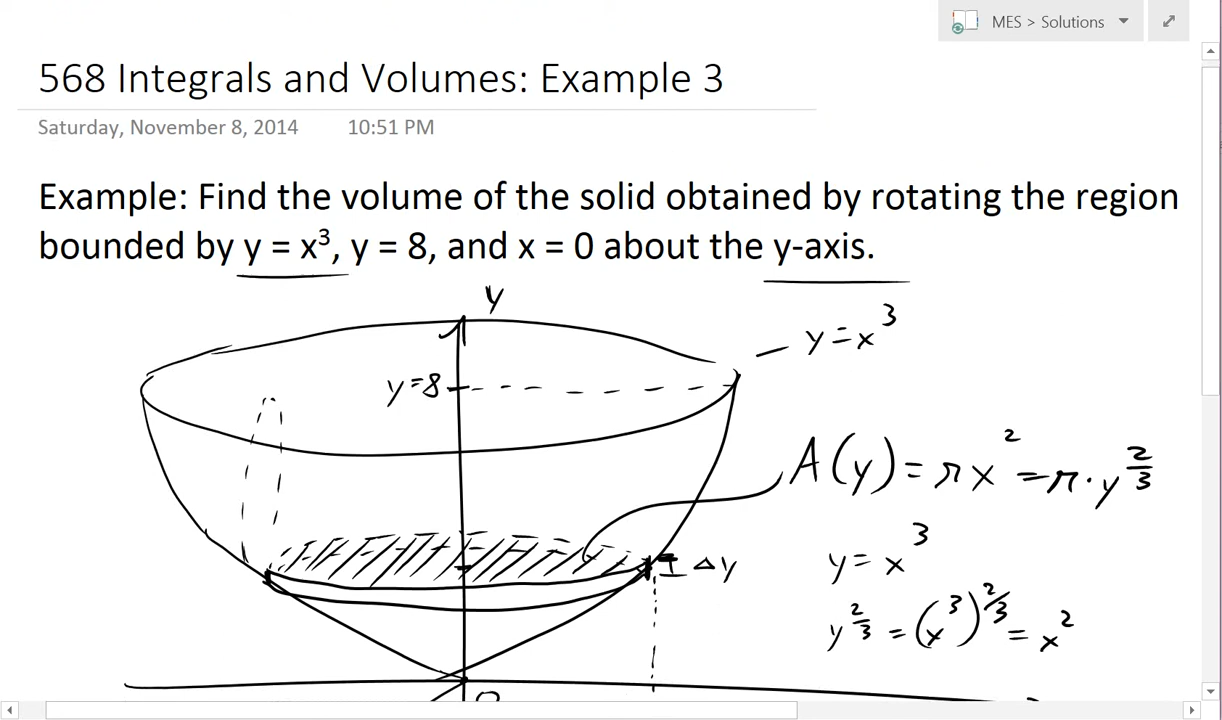 MES > Solutions
568 Integrals and Volumes: Example 3
Saturday, November 8, 2014 10:51 PM
Example: Find the volume of the solid obtained by rotating the region
bounded by y = x³, y = 8, and x = 0 about the y-axis.
y
y = x³
y=8
A(y) = πx² = π·y^(2/3)
y = x³
Δy
y^(2/3) = (x³)^(2/3) = x²
0